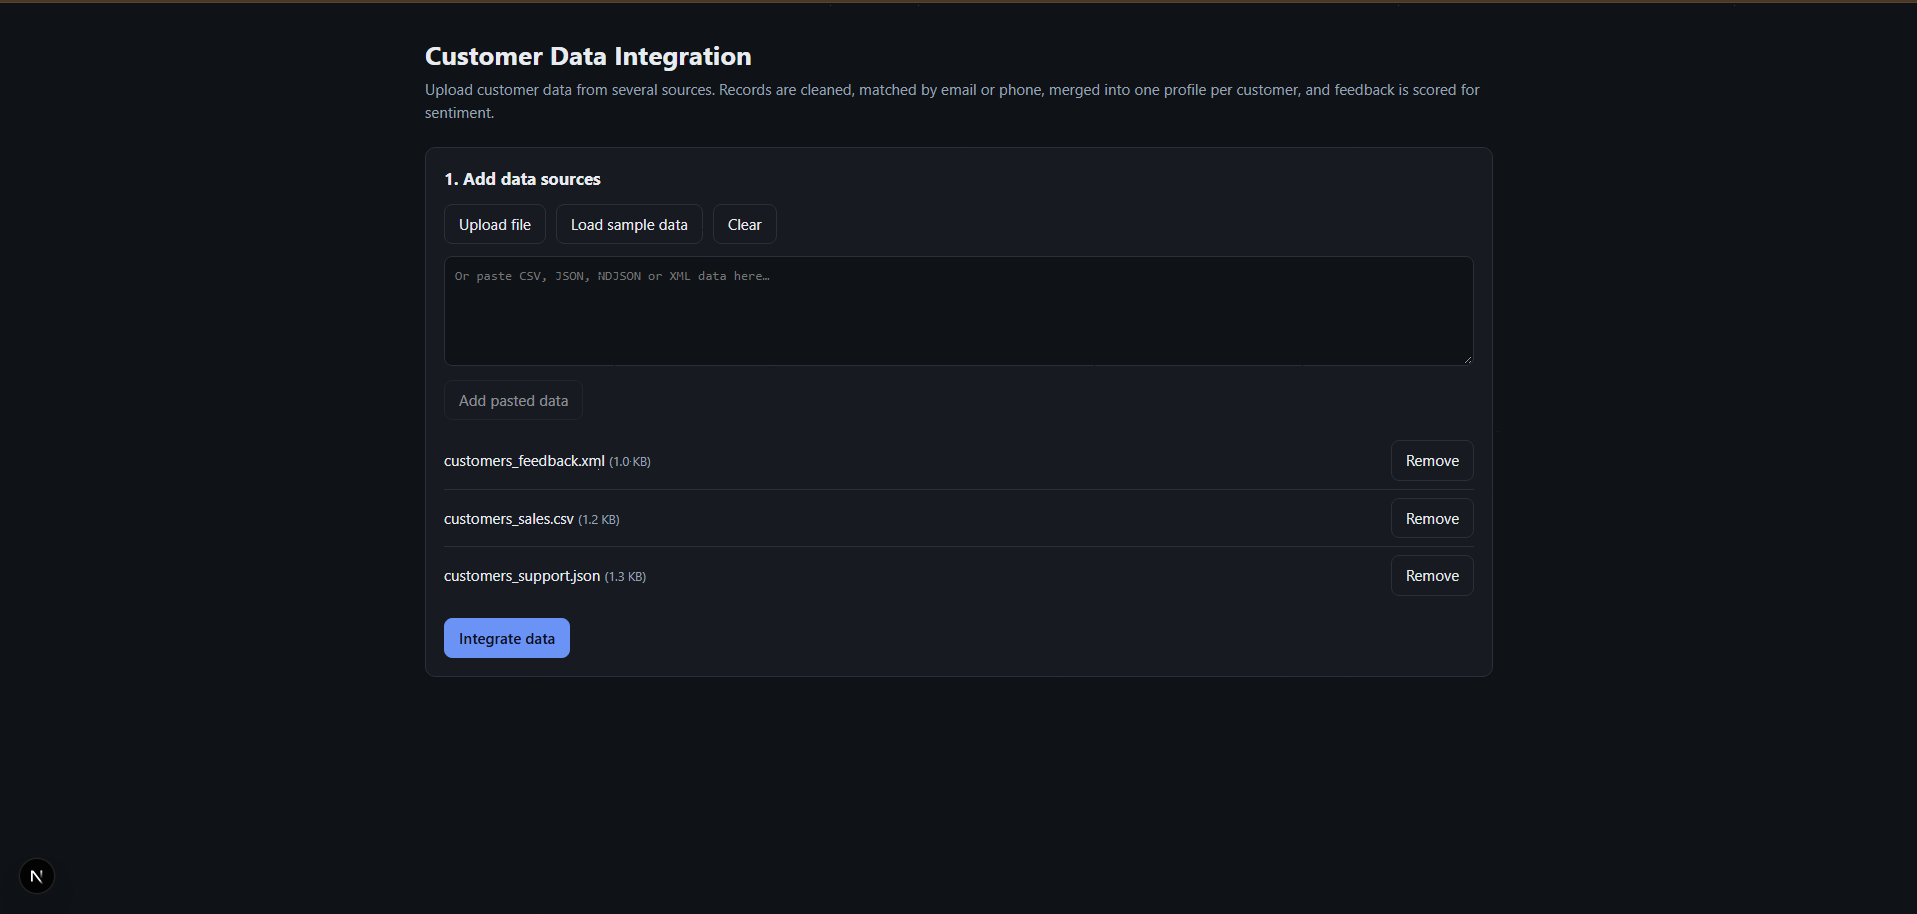 Customer Data Integration
Upload customer data from several sources. Records are cleaned, matched by email or phone, merged into one profile per customer, and feedback is scored for
sentiment.
1. Add data sources
Upload file
Load sample data
Clear
Or paste CSV, JSON, NDJSON or XML data here…
Add pasted data
customers_feedback.xml (1.0 KB)
Remove
customers_sales.csv (1.2 KB)
Remove
customers_support.json (1.3 KB)
Remove
Integrate data
N